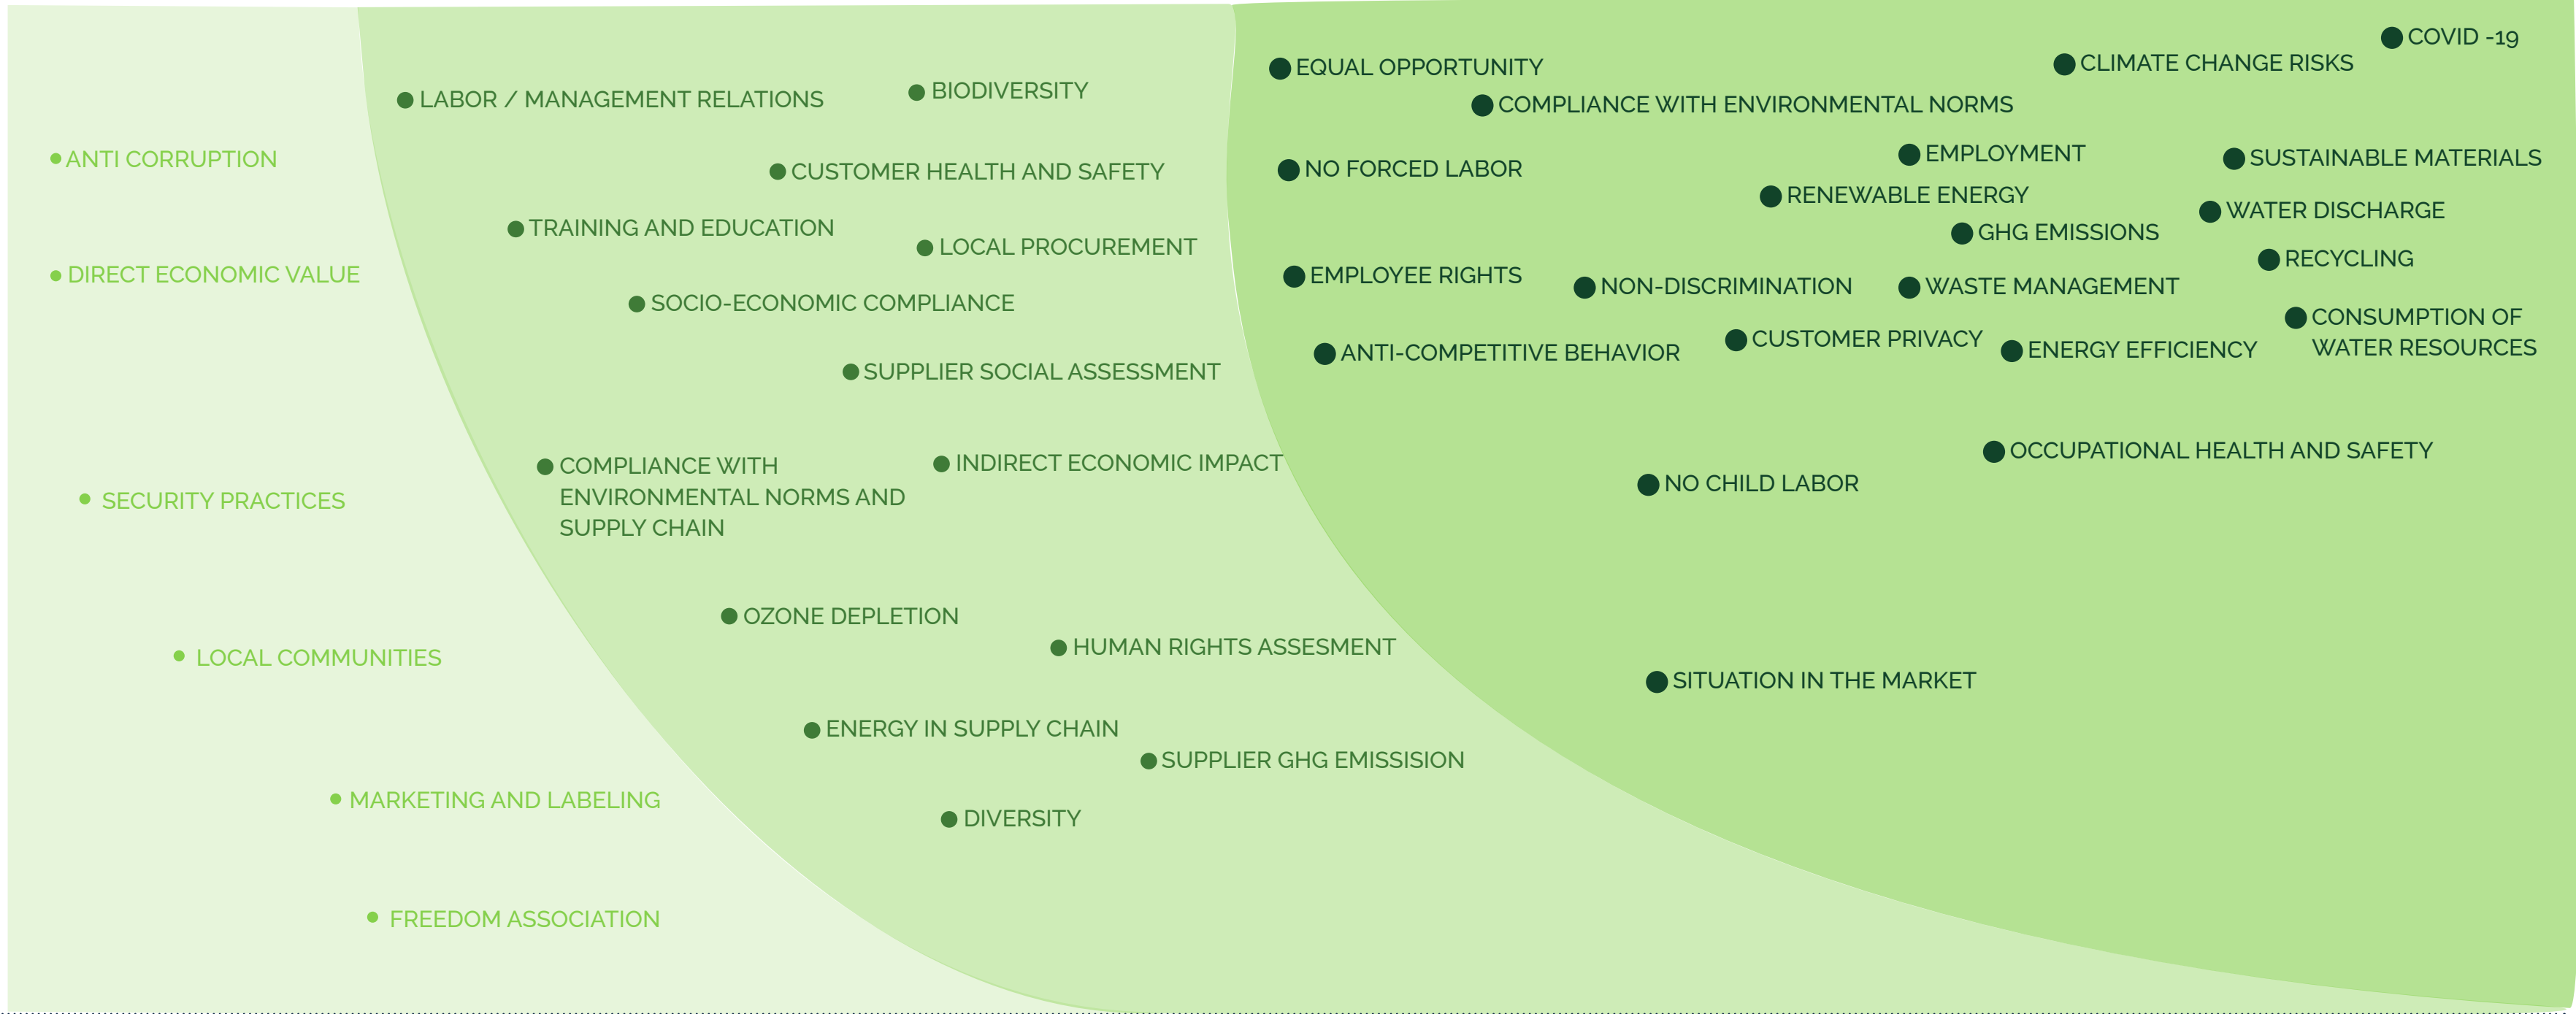 ANTI CORRUPTION
DIRECT ECONOMIC VALUE
SECURITY PRACTICES
LOCAL COMMUNITIES
MARKETING AND LABELING
FREEDOM ASSOCIATION
LABOR / MANAGEMENT RELATIONS
BIODIVERSITY
CUSTOMER HEALTH AND SAFETY
TRAINING AND EDUCATION
LOCAL PROCUREMENT
SOCIO-ECONOMIC COMPLIANCE
SUPPLIER SOCIAL ASSESSMENT
COMPLIANCE WITH
ENVIRONMENTAL NORMS AND
SUPPLY CHAIN
INDIRECT ECONOMIC IMPACT
OZONE DEPLETION
HUMAN RIGHTS ASSESMENT
ENERGY IN SUPPLY CHAIN
SUPPLIER GHG EMISSISION
DIVERSITY
COVID -19
CLIMATE CHANGE RISKS
EQUAL OPPORTUNITY
COMPLIANCE WITH ENVIRONMENTAL NORMS
EMPLOYMENT
SUSTAINABLE MATERIALS
NO FORCED LABOR
RENEWABLE ENERGY
WATER DISCHARGE
GHG EMISSIONS
RECYCLING
EMPLOYEE RIGHTS
NON-DISCRIMINATION
WASTE MANAGEMENT
CONSUMPTION OF
WATER RESOURCES
CUSTOMER PRIVACY
ENERGY EFFICIENCY
ANTI-COMPETITIVE BEHAVIOR
OCCUPATIONAL HEALTH AND SAFETY
NO CHILD LABOR
SITUATION IN THE MARKET